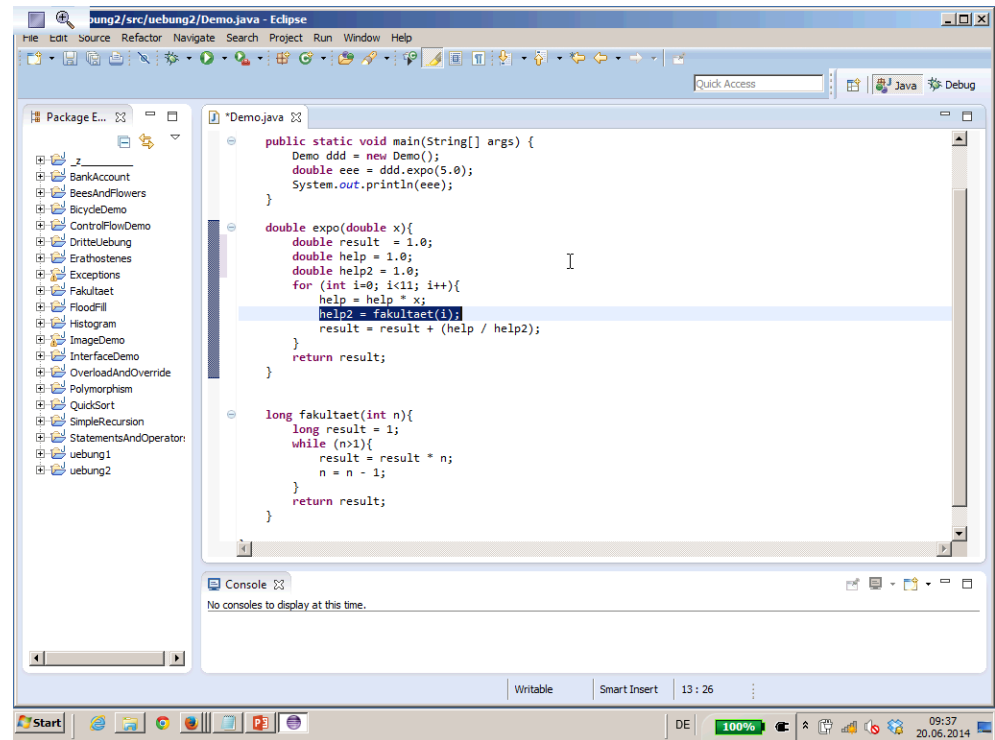 bung2/src/uebung2/Demo.java - Eclipse
File Edit Source Refactor Navigate Search Project Run Window Help
Quick Access
Java
Debug
Package E...
*Demo.java
_z________
BankAccount
BeesAndFlowers
BicycleDemo
ControlFlowDemo
DritteUebung
Erathostenes
Exceptions
Fakultaet
FloodFill
Histogram
ImageDemo
InterfaceDemo
OverloadAndOverride
Polymorphism
QuickSort
SimpleRecursion
StatementsAndOperator
uebung1
uebung2
public static void main(String[] args) {
Demo ddd = new Demo();
double eee = ddd.expo(5.0);
System.out.println(eee);
}
double expo(double x){
double result  = 1.0;
double help = 1.0;
double help2 = 1.0;
for (int i=0; i<11; i++){
help = help * x;
help2 = fakultaet(i);
result = result + (help / help2);
}
return result;
}
long fakultaet(int n){
long result = 1;
while (n>1){
result = result * n;
n = n - 1;
}
return result;
}
Console
No consoles to display at this time.
Writable
Smart Insert
13 : 26
Start
DE
100%
09:37
20.06.2014